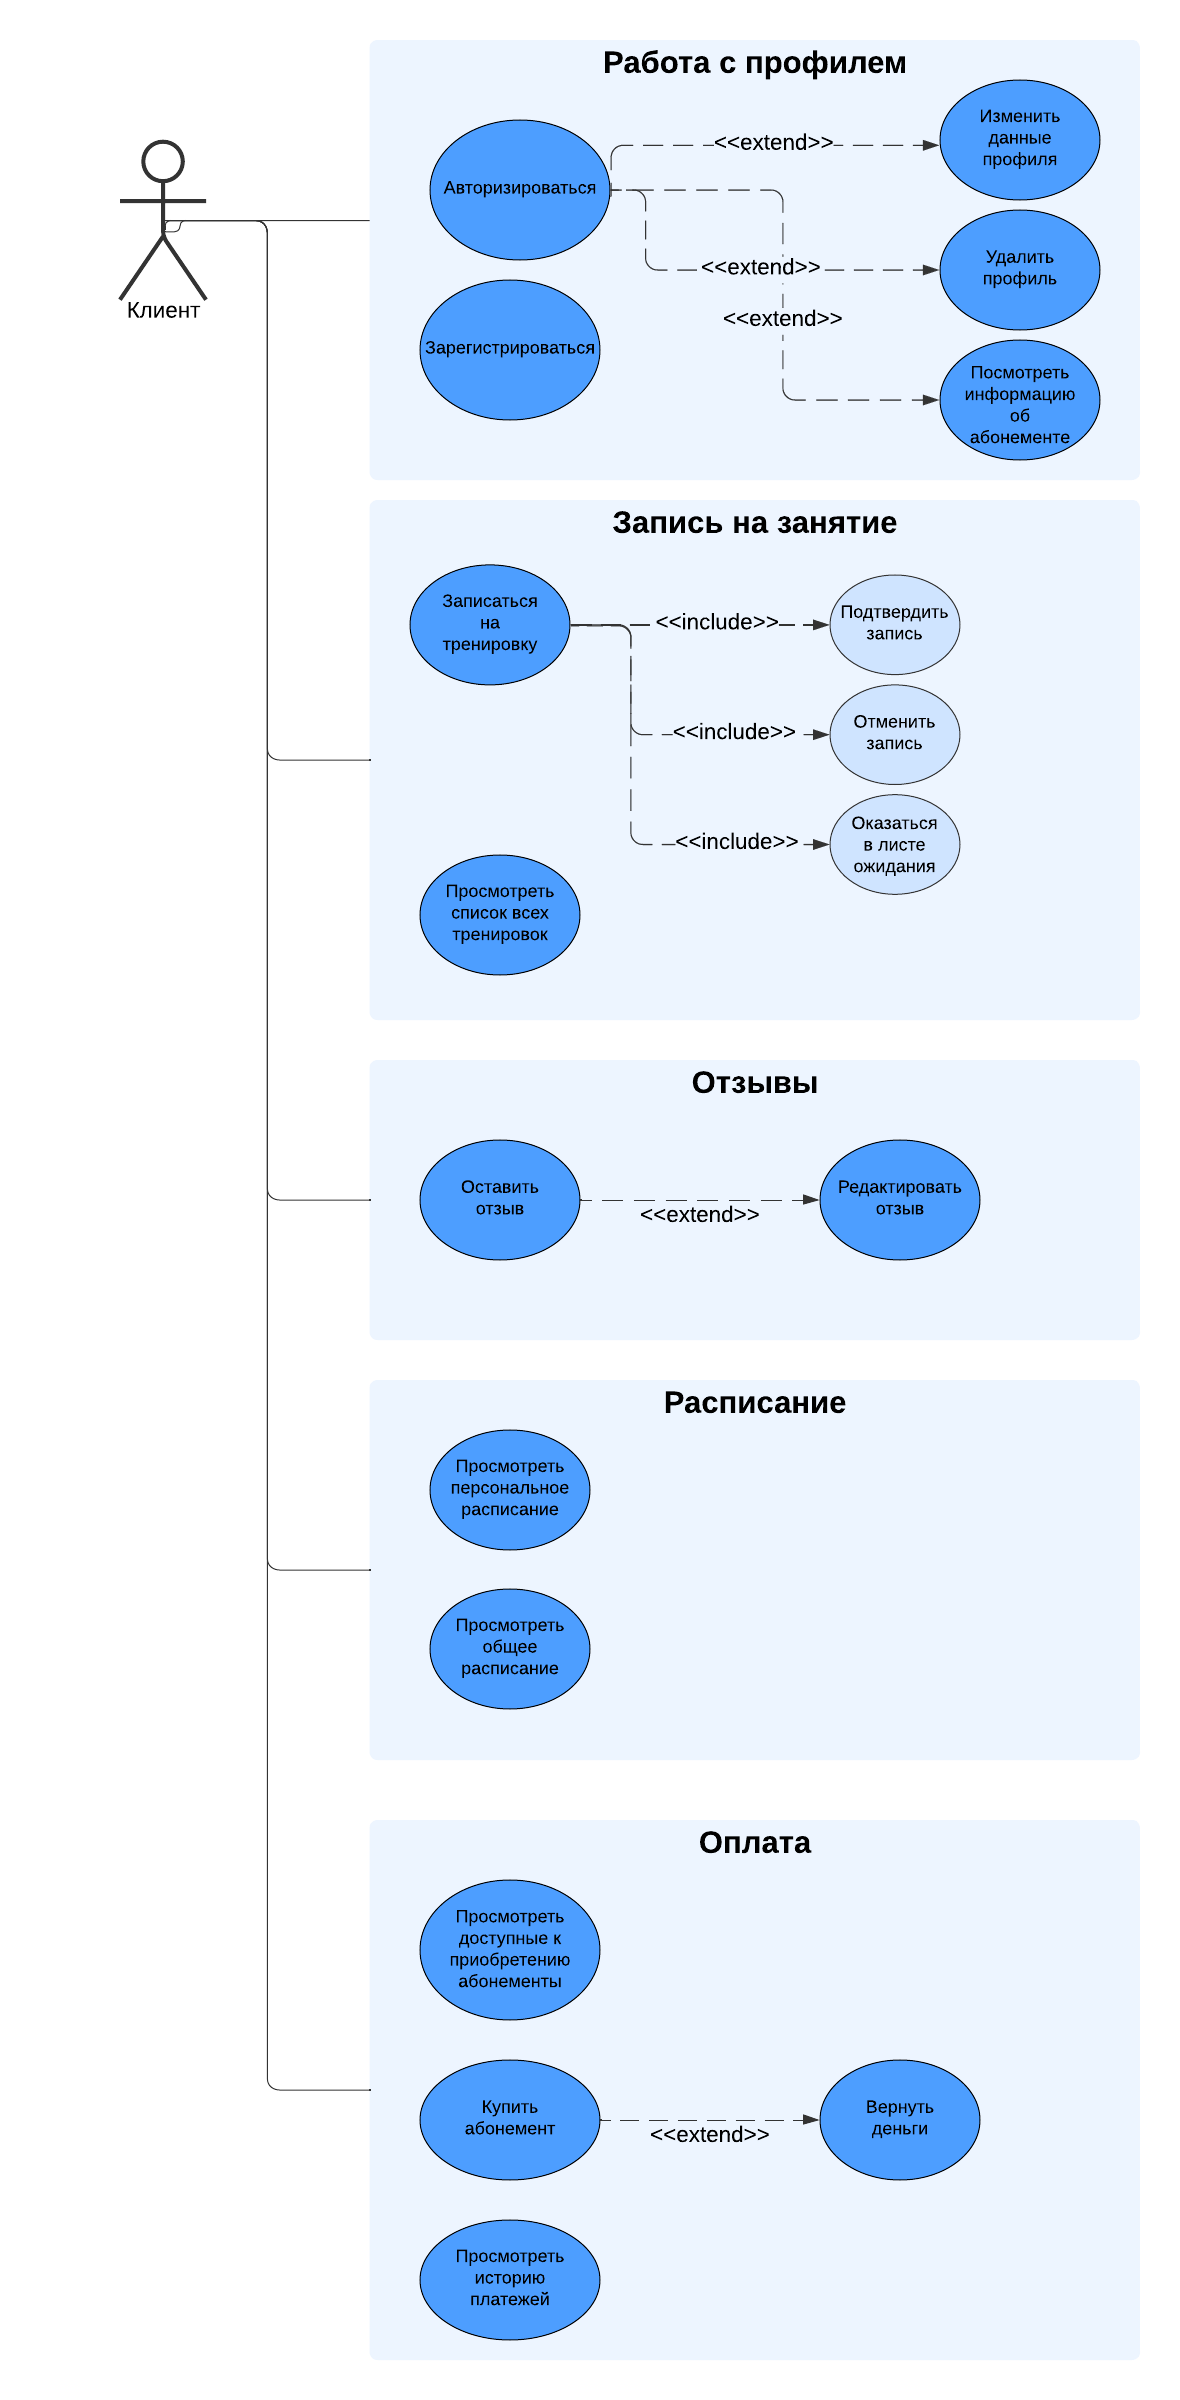 Работа с профилем
Изменить
данные
профиля
<<extend>>
Авторизироваться
Клиент
Удалить
профиль
<<extend>>
<<extend>>
Зарегистрироваться
Посмотреть
информацию
об
абонементе
Запись на занятие
Записаться
на
тренировку
<<include>>
Подтвердить
запись
<<include>>
Отменить
запись
<<include>>
Оказаться
в листе
ожидания
Просмотреть
список всех
тренировок
Отзывы
Оставить
отзыв
<<extend>>
Редактировать
отзыв
Расписание
Просмотреть
персональное
расписание
Просмотреть
общее
расписание
Оплата
Просмотреть
доступные к
приобретению
абонементы
Купить
абонемент
<<extend>>
Вернуть
деньги
Просмотреть
историю
платежей